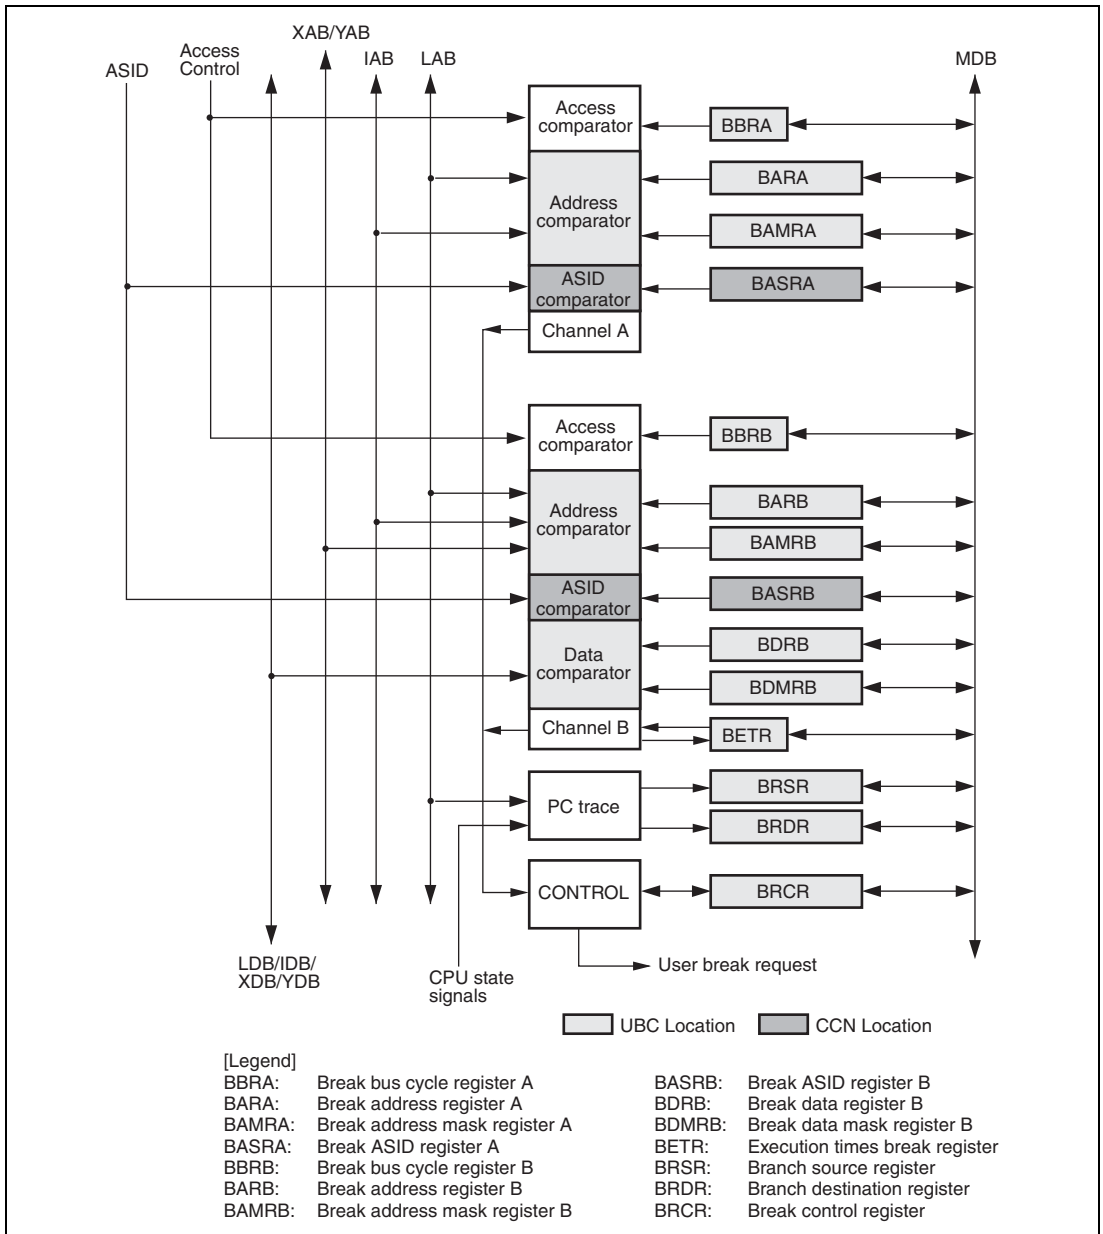 XAB/YAB
Access
Control
ASID
IAB
LAB
MDB
Access
comparator
BBRA
Address
comparator
BARA
BAMRA
ASID
comparator
BASRA
Channel A
Access
comparator
BBRB
Address
comparator
BARB
BAMRB
ASID
comparator
BASRB
Data
comparator
BDRB
BDMRB
Channel B
BETR
PC trace
BRSR
BRDR
CONTROL
BRCR
LDB/IDB/
XDB/YDB
CPU state
signals
User break request
UBC Location
CCN Location
[Legend]
BBRA: Break bus cycle register A
BARA: Break address register A
BAMRA: Break address mask register A
BASRA: Break ASID register A
BBRB: Break bus cycle register B
BARB: Break address register B
BAMRB: Break address mask register B
BASRB: Break ASID register B
BDRB: Break data register B
BDMRB: Break data mask register B
BETR: Execution times break register
BRSR: Branch source register
BRDR: Branch destination register
BRCR: Break control register